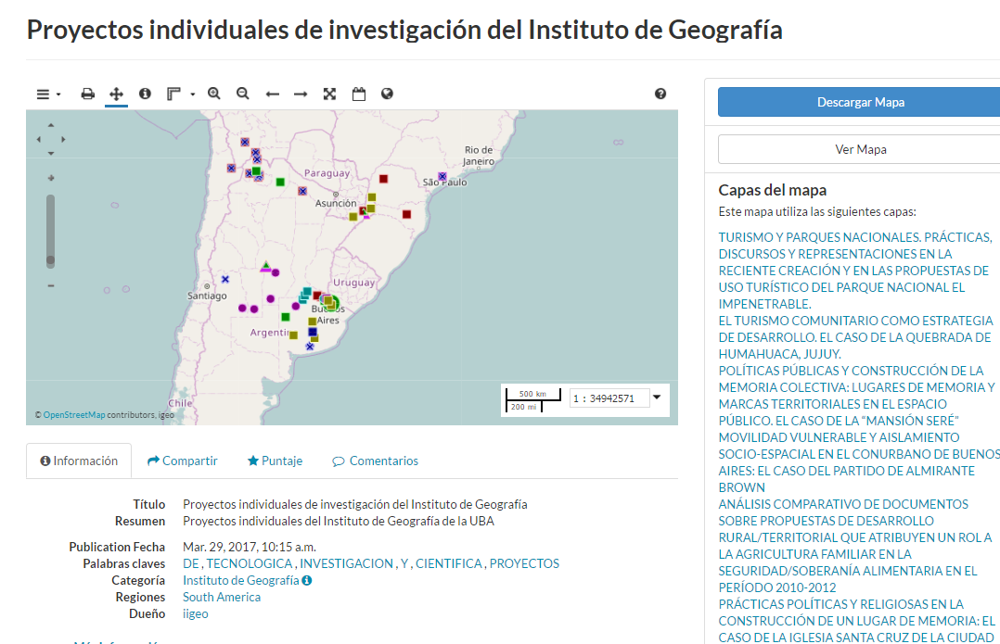 Proyectos individuales de investigación del Instituto de Geografía
Rio de
Janeiro
São Paulo
Paraguay
Asunción
Uruguay
Santiago
Buenos
Aires
Argentin
Chile
© OpenStreetMap contributors, igeo
500 km
200 mi
1 : 34942571
Información
Compartir
Puntaje
Comentarios
Título Proyectos individuales de investigación del Instituto de Geografía
Resumen Proyectos individuales del Instituto de Geografía de la UBA
Publication Fecha Mar. 29, 2017, 10:15 a.m.
Palabras claves DE , TECNOLOGICA , INVESTIGACION , Y , CIENTIFICA , PROYECTOS
Categoría Instituto de Geografía
Regiones South America
Dueño iigeo
Descargar Mapa
Ver Mapa
Capas del mapa
Este mapa utiliza las siguientes capas:
TURISMO Y PARQUES NACIONALES. PRÁCTICAS,
DISCURSOS Y REPRESENTACIONES EN LA
RECIENTE CREACIÓN Y EN LAS PROPUESTAS DE
USO TURÍSTICO DEL PARQUE NACIONAL EL
IMPENETRABLE.
EL TURISMO COMUNITARIO COMO ESTRATEGIA
DE DESARROLLO. EL CASO DE LA QUEBRADA DE
HUMAHUACA, JUJUY.
POLÍTICAS PÚBLICAS Y CONSTRUCCIÓN DE LA
MEMORIA COLECTIVA: LUGARES DE MEMORIA Y
MARCAS TERRITORIALES EN EL ESPACIO
PÚBLICO. EL CASO DE LA “MANSIÓN SERÉ”
MOVILIDAD VULNERABLE Y AISLAMIENTO
SOCIO-ESPACIAL EN EL CONURBANO DE BUENOS
AIRES: EL CASO DEL PARTIDO DE ALMIRANTE
BROWN
ANÁLISIS COMPARATIVO DE DOCUMENTOS
SOBRE PROPUESTAS DE DESARROLLO
RURAL/TERRITORIAL QUE ATRIBUYEN UN ROL A
LA AGRICULTURA FAMILIAR EN LA
SEGURIDAD/SOBERANÍA ALIMENTARIA EN EL
PERÍODO 2010-2012
PRÁCTICAS POLÍTICAS Y RELIGIOSAS EN LA
CONSTRUCCIÓN DE UN LUGAR DE MEMORIA: EL
CASO DE LA IGLESIA SANTA CRUZ DE LA CIUDAD